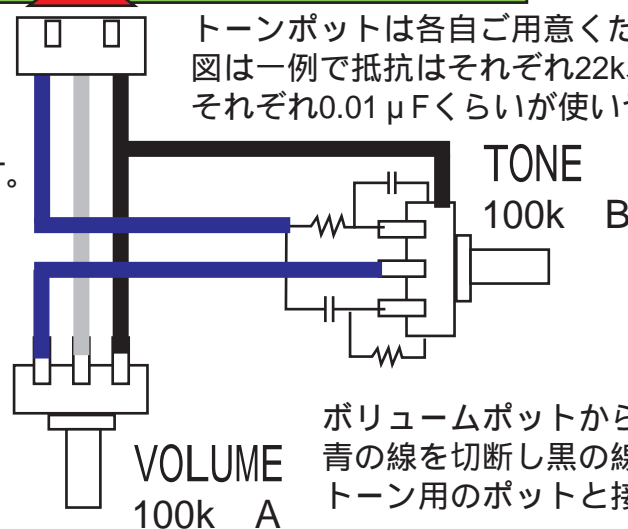 トーンポットは各自ご用意くだ
図は一例で抵抗はそれぞれ22k
それぞれ0.01μFくらいが使い
す。
TONE
100k B
ボリュームポットから
青の線を切断し黒の線
トーン用のポットと接
VOLUME
100k A